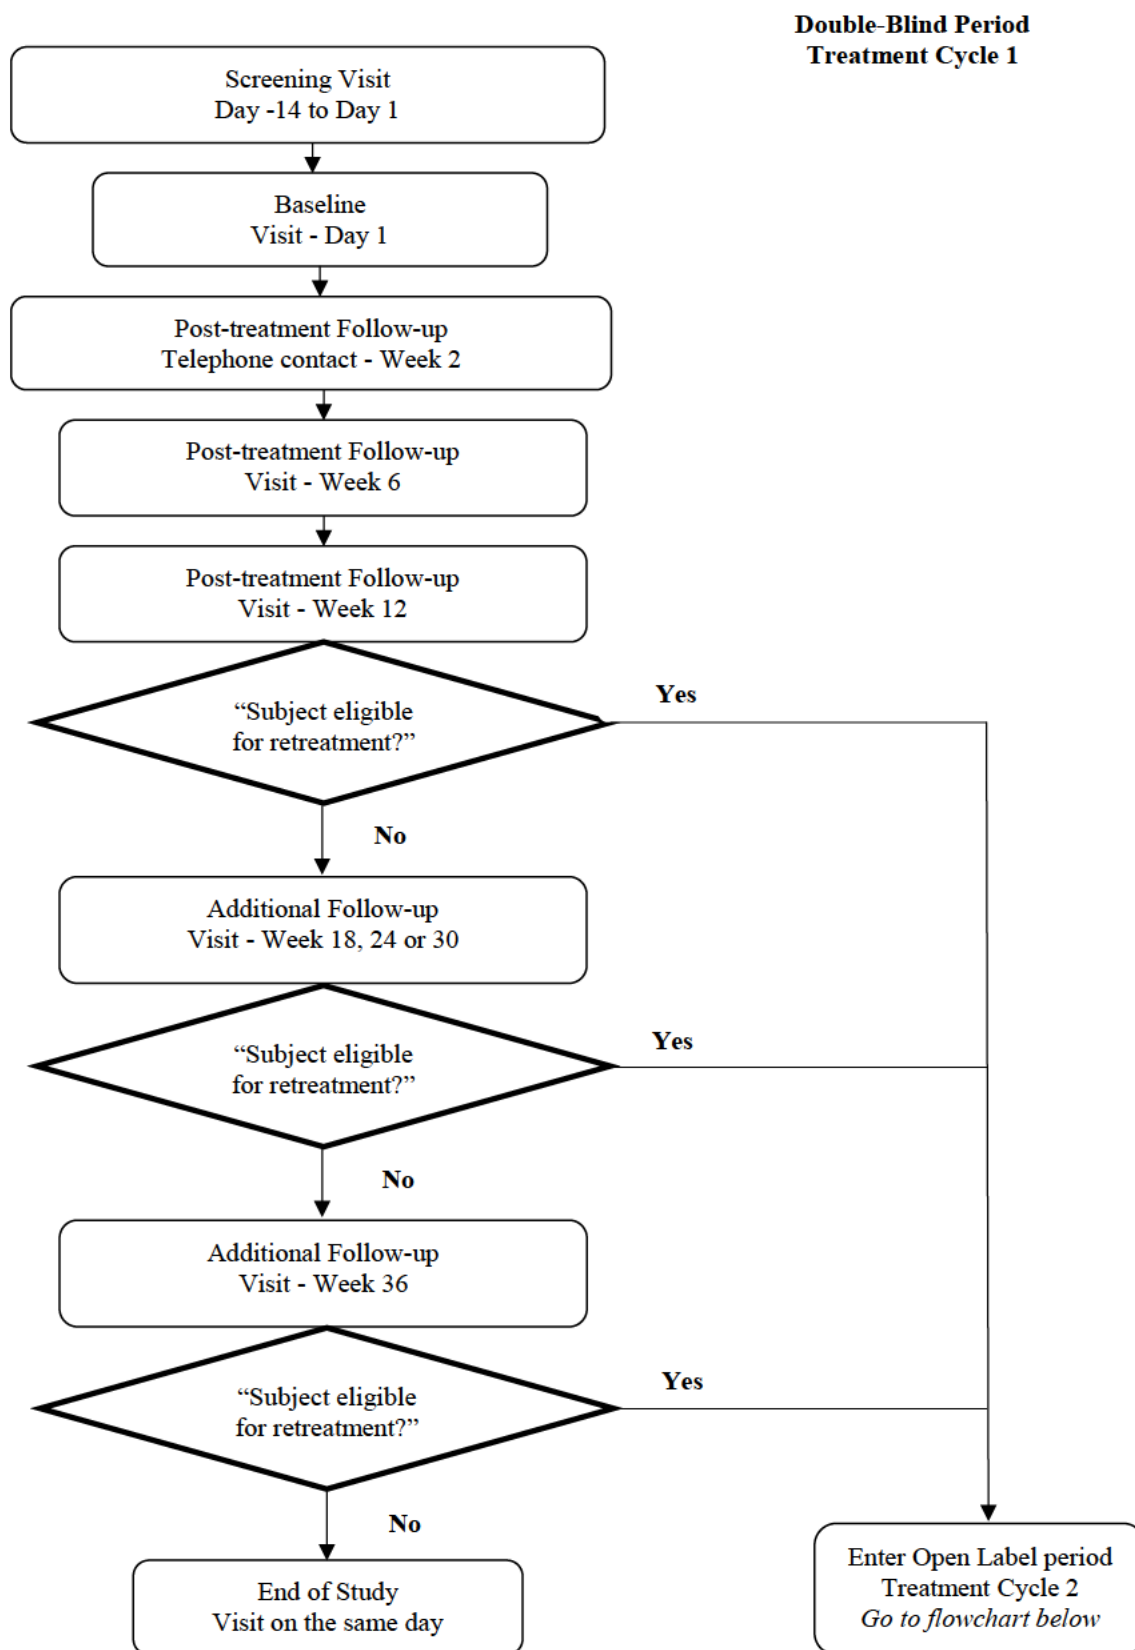 Double-Blind Period
Treatment Cycle 1
Screening Visit
Day -14 to Day 1
Baseline
Visit - Day 1
Post-treatment Follow-up
Telephone contact - Week 2
Post-treatment Follow-up
Visit - Week 6
Post-treatment Follow-up
Visit - Week 12
“Subject eligible
for retreatment?”
Yes
No
Additional Follow-up
Visit - Week 18, 24 or 30
“Subject eligible
for retreatment?”
Yes
No
Additional Follow-up
Visit - Week 36
“Subject eligible
for retreatment?”
Yes
No
End of Study
Visit on the same day
Enter Open Label period
Treatment Cycle 2
Go to flowchart below